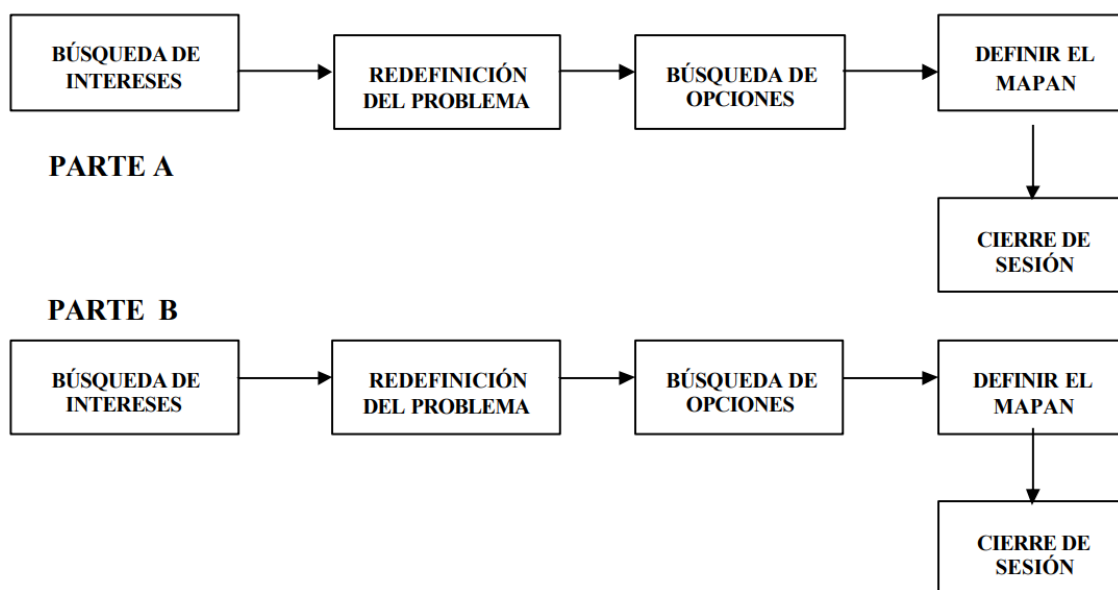 BÚSQUEDA DE
INTERESES
REDEFINICIÓN
DEL PROBLEMA
BÚSQUEDA DE
OPCIONES
DEFINIR EL
MAPAN
PARTE A
CIERRE DE
SESIÓN
PARTE B
BÚSQUEDA DE
INTERESES
REDEFINICIÓN
DEL PROBLEMA
BÚSQUEDA DE
OPCIONES
DEFINIR EL
MAPAN
CIERRE DE
SESIÓN